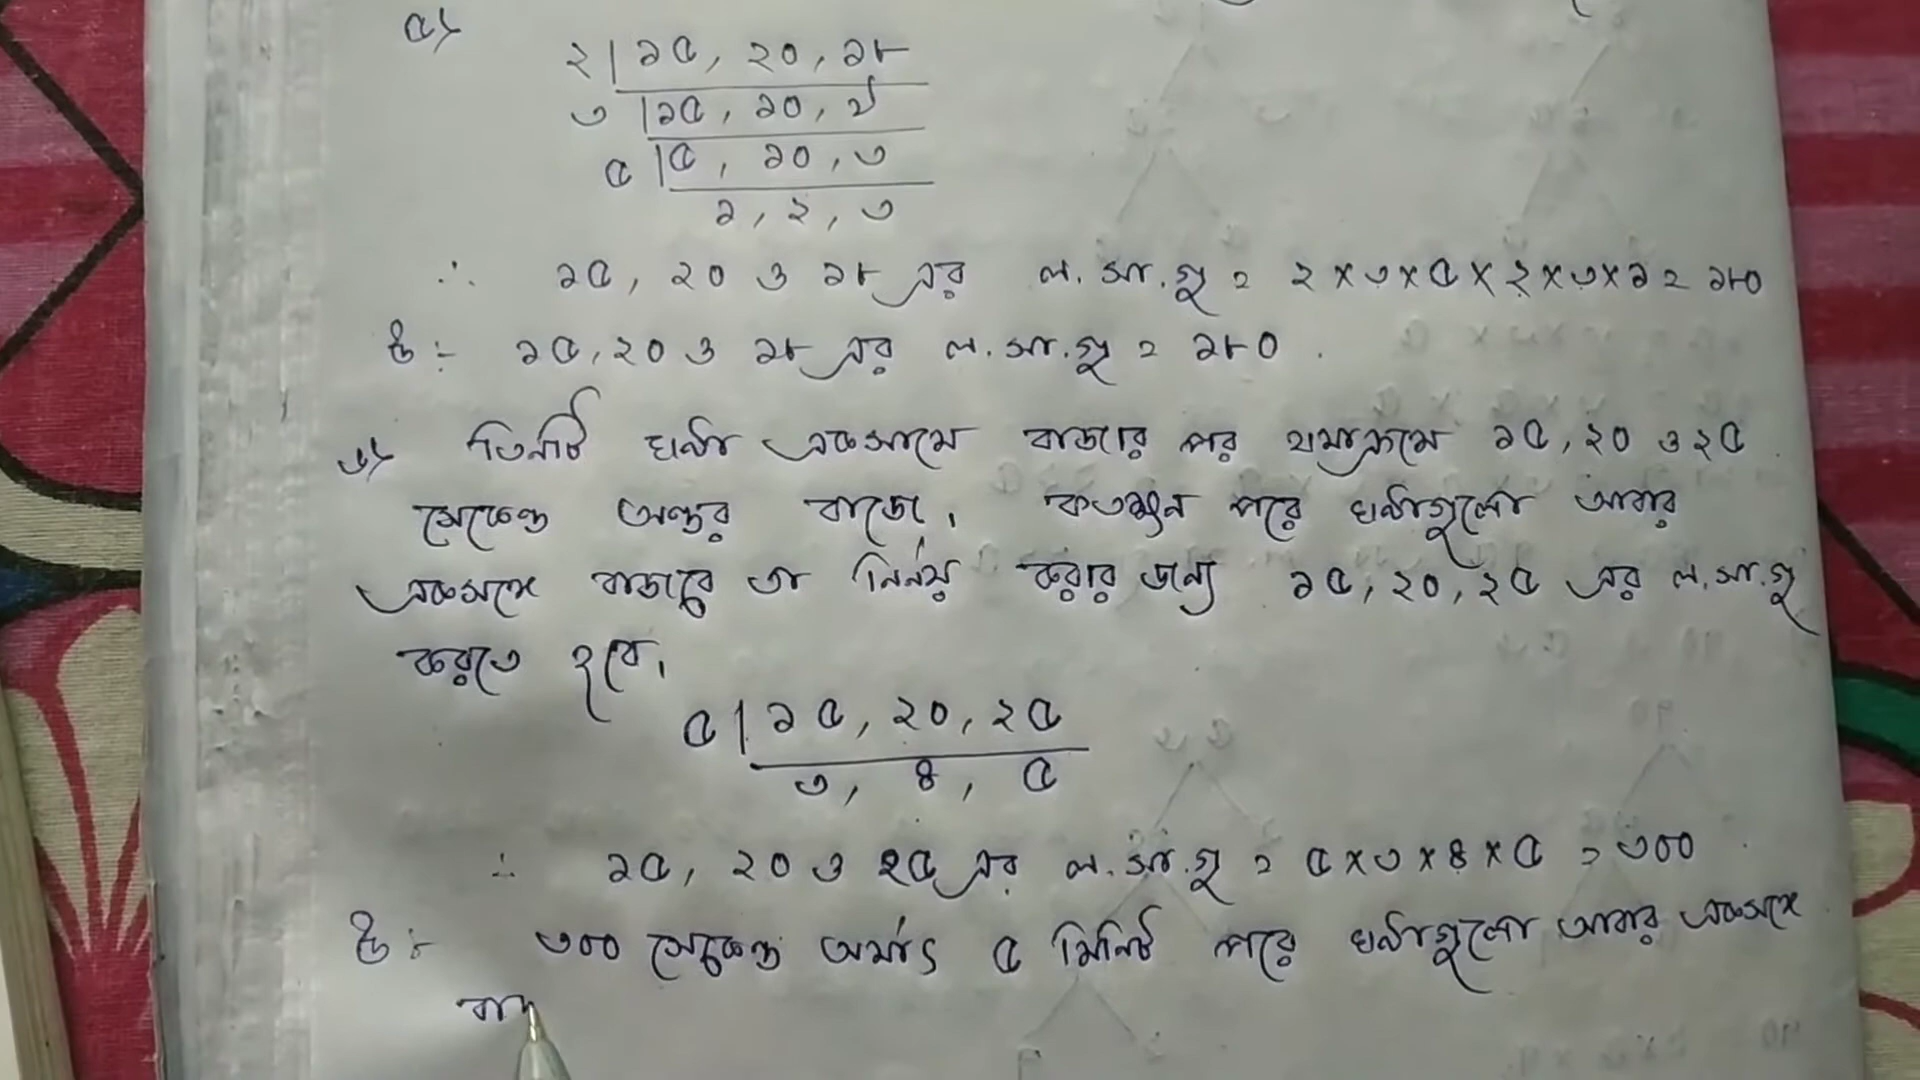 ৫)
২ | ১৫, ২০, ১৮
৩ | ১৫, ১০, ৯
৫ | ৫, ১০, ৩
১, ২, ৩
∴ ১৫, ২০ ও ১৮ এর ল.সা.গু = ২×৩×৫×২×৩×১ = ১৮০
উঃ- ১৫, ২০ ও ১৮ এর ল.সা.গু = ১৮০.
৬) তিনটি ঘন্টা একসাথে বাজার পর যথাক্রমে ১৫, ২০ ও ২৫
সেকেন্ড অন্তর বাজে। কতক্ষন পরে ঘন্টাগুলো আবার
একসঙ্গে বাজবে তা নির্নয় করার জন্য ১৫, ২০, ২৫ এর ল.সা.গু
করতে হবে।
৫ | ১৫, ২০, ২৫
৩, ৪, ৫
∴ ১৫, ২০ ও ২৫ এর ল.সা.গু = ৫×৩×৪×৫ = ৩০০
উঃ- ৩০০ সেকেন্ড অর্থাৎ ৫ মিনিট পরে ঘন্টাগুলো আবার একসঙ্গে